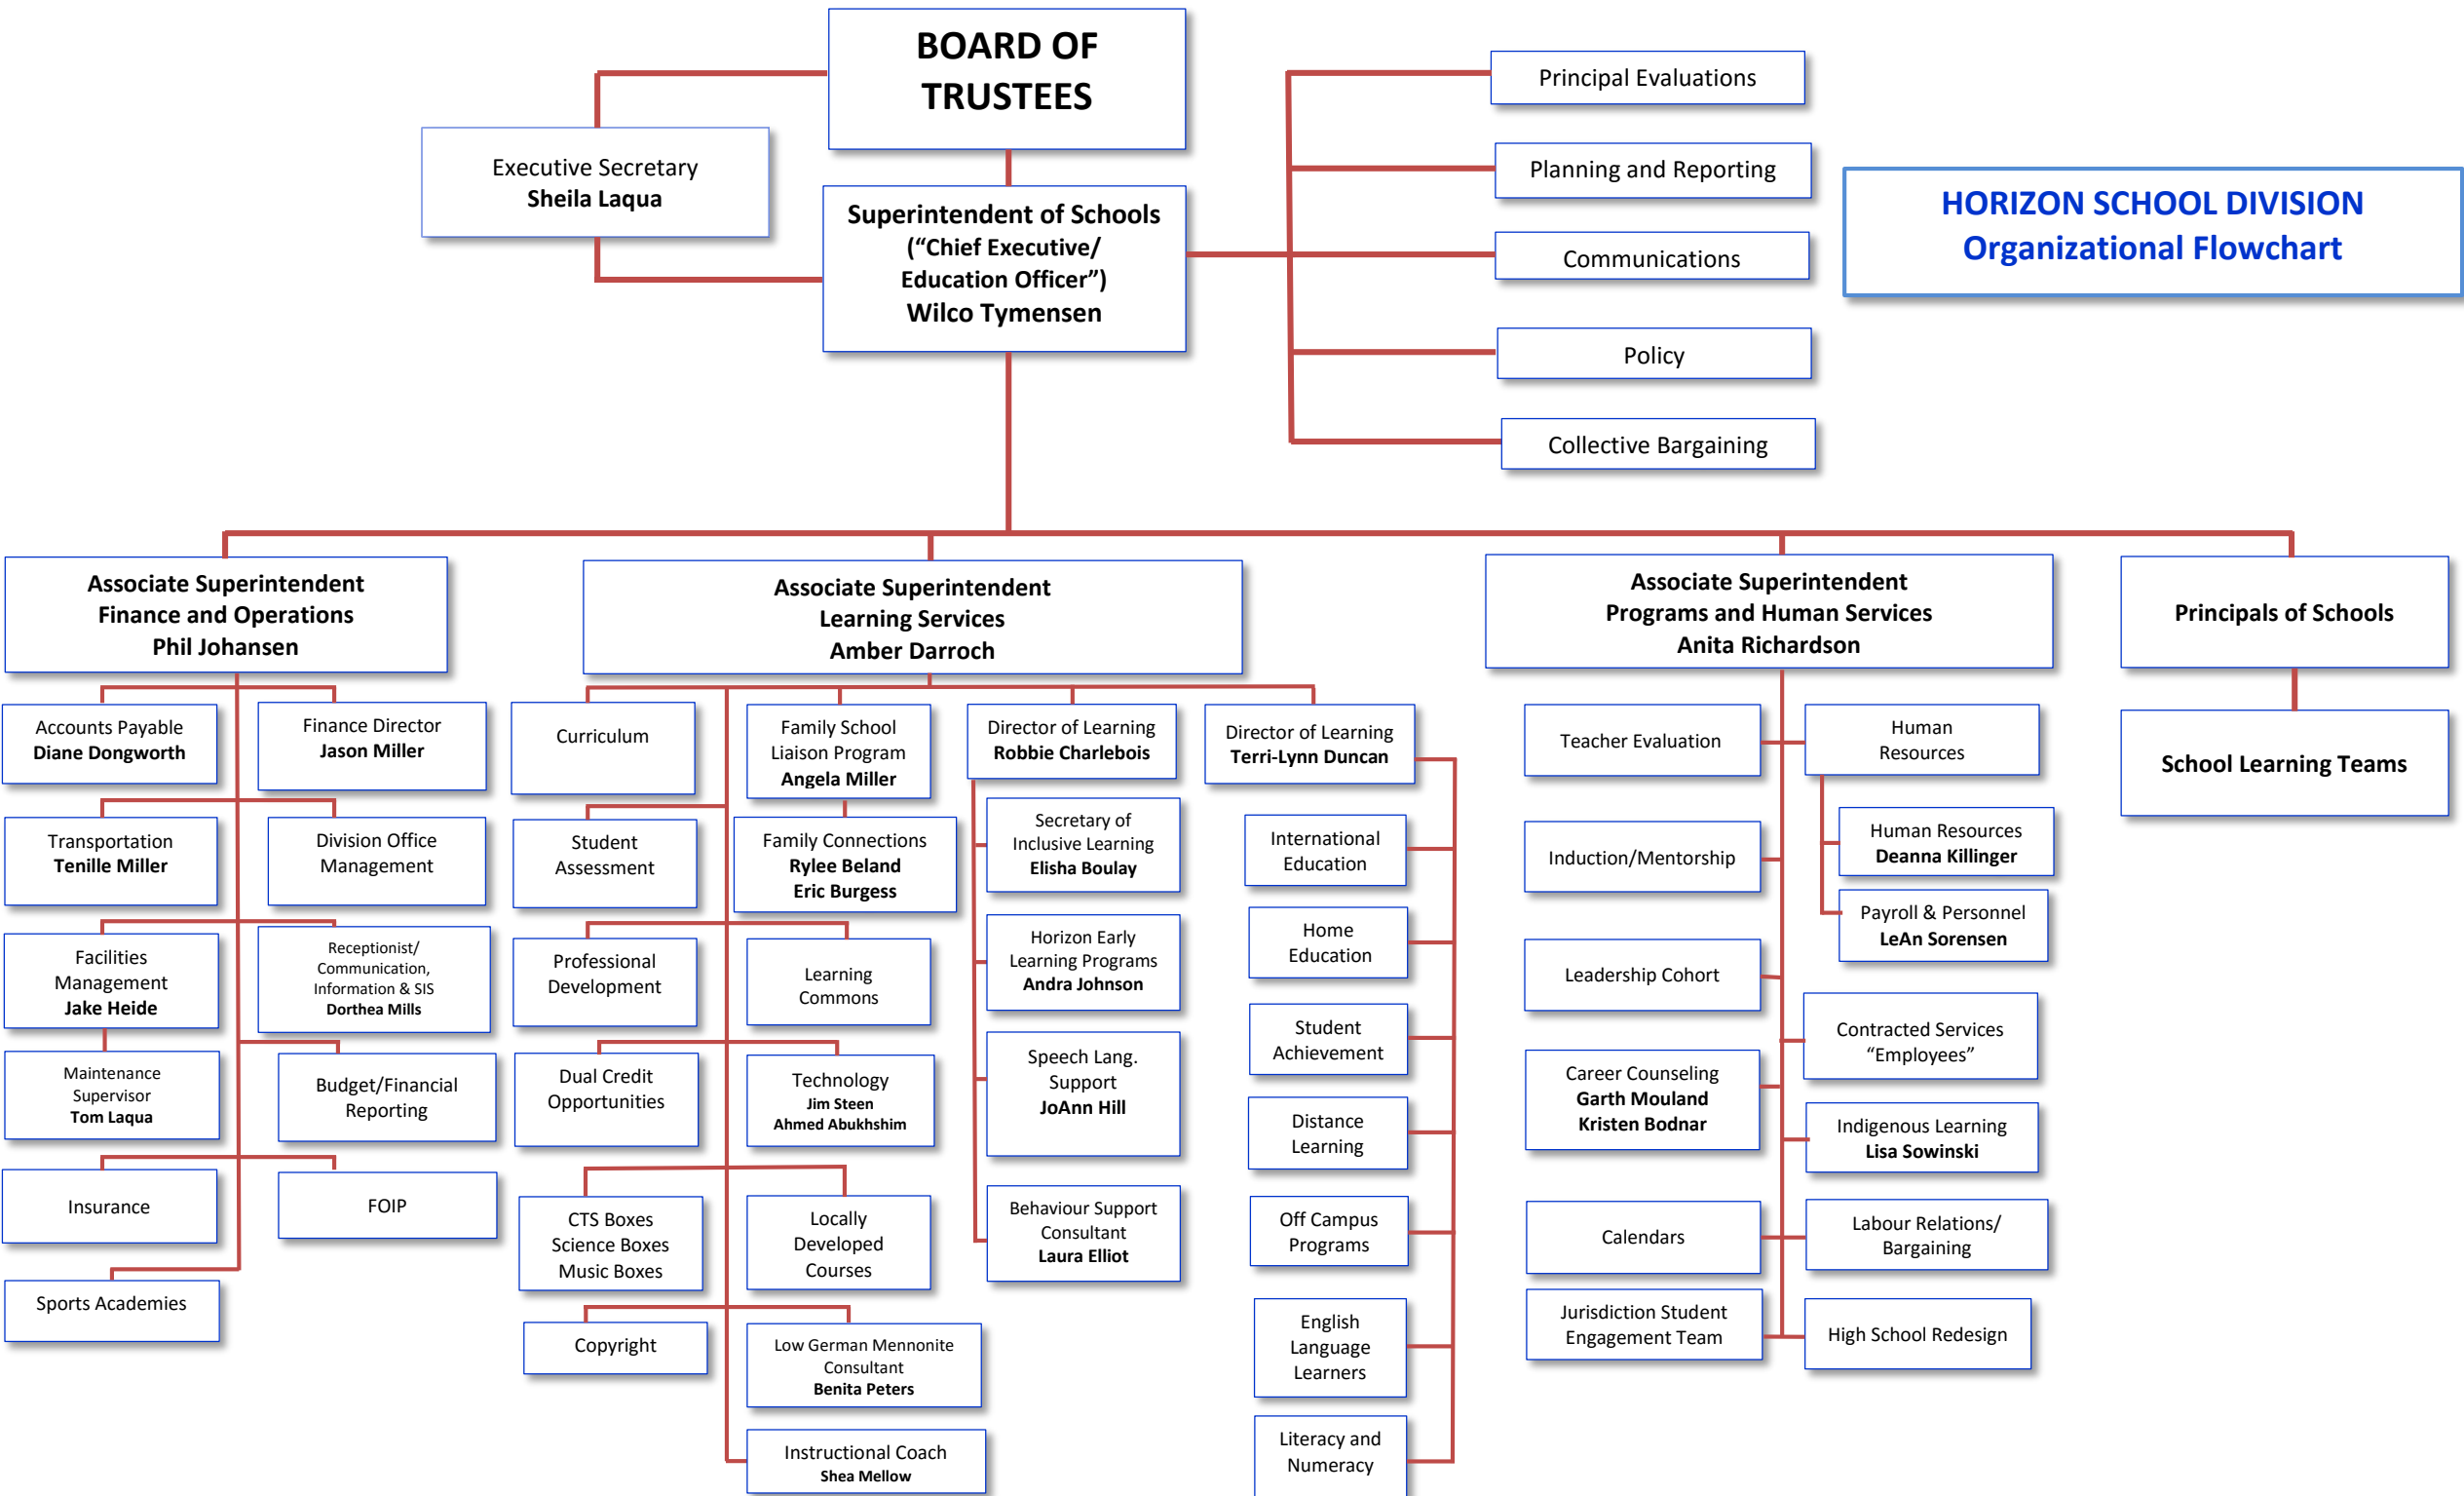 BOARD OF
TRUSTEES
Executive Secretary
Sheila Laqua
Superintendent of Schools
(“Chief Executive/
Education Officer”)
Wilco Tymensen
Principal Evaluations
Planning and Reporting
Communications
Policy
Collective Bargaining
HORIZON SCHOOL DIVISION
Organizational Flowchart
Associate Superintendent
Finance and Operations
Phil Johansen
Accounts Payable
Diane Dongworth
Finance Director
Jason Miller
Transportation
Tenille Miller
Division Office
Management
Facilities
Management
Jake Heide
Receptionist/
Communication,
Information & SIS
Dorthea Mills
Maintenance
Supervisor
Tom Laqua
Budget/Financial
Reporting
Insurance
FOIP
Sports Academies
Associate Superintendent
Learning Services
Amber Darroch
Curriculum
Family School
Liaison Program
Angela Miller
Student
Assessment
Family Connections
Rylee Beland
Eric Burgess
Professional
Development
Learning
Commons
Dual Credit
Opportunities
Technology
Jim Steen
Ahmed Abukhshim
CTS Boxes
Science Boxes
Music Boxes
Locally
Developed
Courses
Copyright
Low German Mennonite
Consultant
Benita Peters
Instructional Coach
Shea Mellow
Director of Learning
Robbie Charlebois
Secretary of
Inclusive Learning
Elisha Boulay
Horizon Early
Learning Programs
Andra Johnson
Speech Lang.
Support
JoAnn Hill
Behaviour Support
Consultant
Laura Elliot
Director of Learning
Terri-Lynn Duncan
International
Education
Home
Education
Student
Achievement
Distance
Learning
Off Campus
Programs
English
Language
Learners
Literacy and
Numeracy
Associate Superintendent
Programs and Human Services
Anita Richardson
Teacher Evaluation
Human
Resources
Human Resources
Deanna Killinger
Payroll & Personnel
LeAn Sorensen
Induction/Mentorship
Leadership Cohort
Contracted Services
“Employees”
Career Counseling
Garth Mouland
Kristen Bodnar
Indigenous Learning
Lisa Sowinski
Calendars
Labour Relations/
Bargaining
Jurisdiction Student
Engagement Team
High School Redesign
Principals of Schools
School Learning Teams